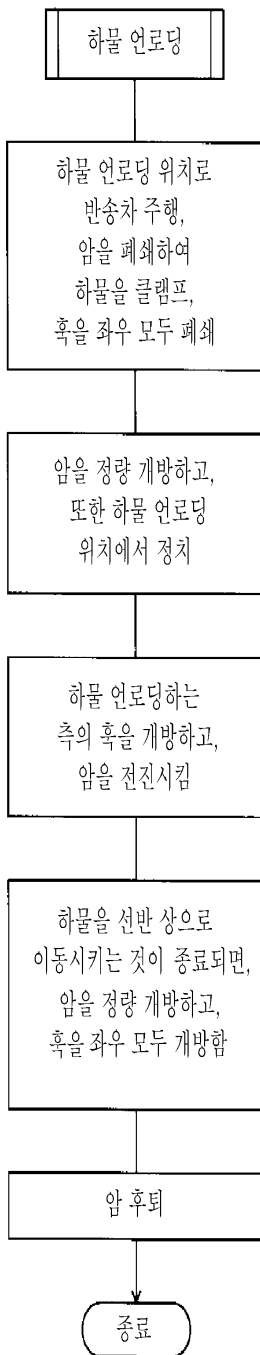 하물 언로딩
하물 언로딩 위치로
반송차 주행,
암을 폐쇄하여
하물을 클램프,
훅을 좌우 모두 폐쇄
암을 정량 개방하고,
또한 하물 언로딩
위치에서 정치
하물 언로딩하는
측의 훅을 개방하고,
암을 전진시킴
하물을 선반 상으로
이동시키는 것이 종료되면,
암을 정량 개방하고,
훅을 좌우 모두 개방함
암 후퇴
종료